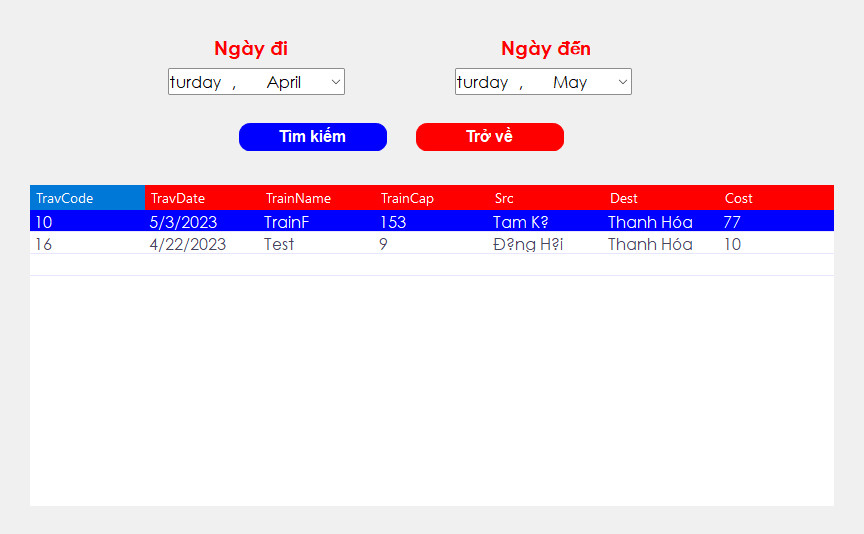 Ngày đi Ngày đến
turday , April turday , May
Tìm kiếm Trở về
TravCode TravDate TrainName TrainCap Src Dest Cost
10 5/3/2023 TrainF 153 Tam K? Thanh Hóa 77
16 4/22/2023 Test 9 Đ?ng H?i Thanh Hóa 10